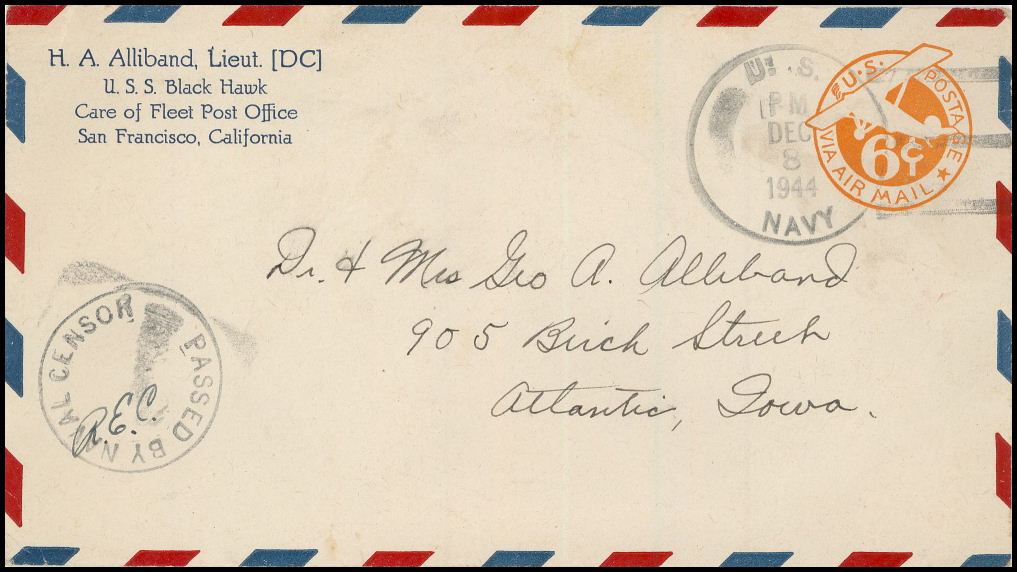 H. A. Alliband, Lieut. [DC]
U. S. S. Black Hawk
Care of Fleet Post Office
San Francisco, California
U. S.
PM
DEC
8
1944
NAVY
U.S. POSTAGE
6¢
VIA AIR MAIL
Dr. & Mrs Geo A. Alliband
905 Birch Street
Atlantic, Iowa.
PASSED BY NAVAL CENSOR